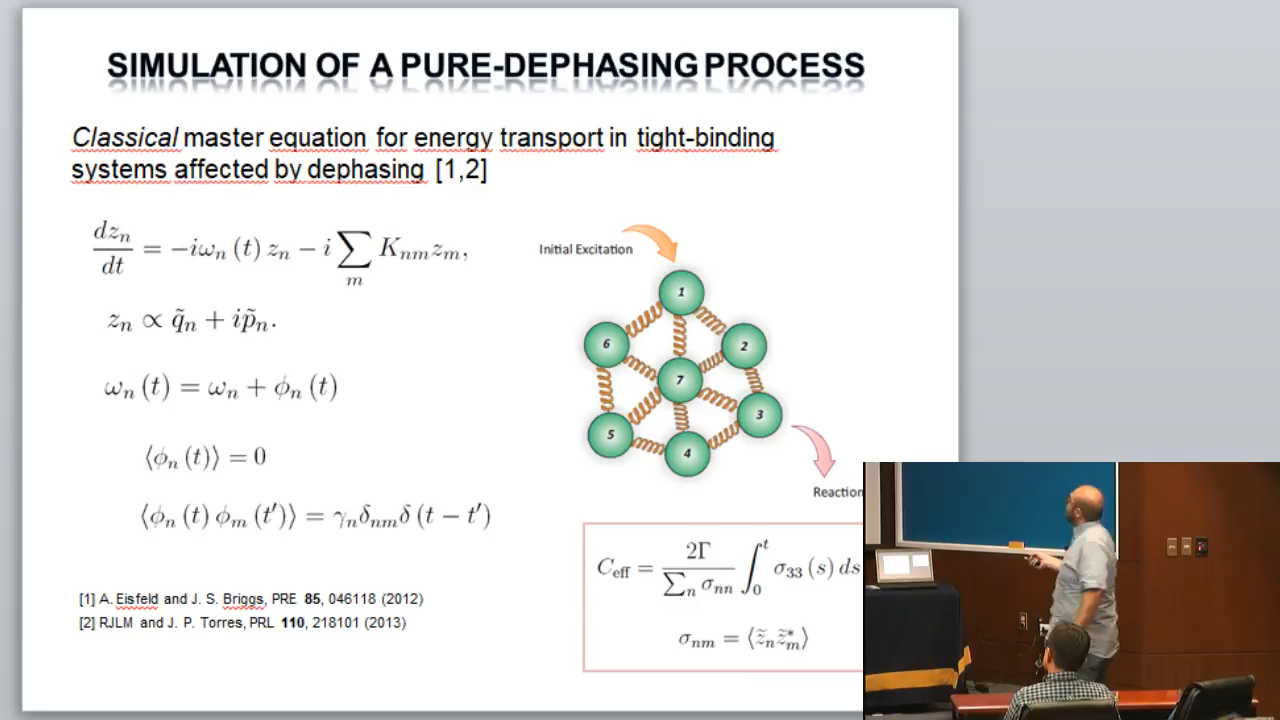 SIMULATION OF A PURE-DEPHASING PROCESS
Classical master equation for energy transport in tight-binding
systems affected by dephasing [1,2]
dz_n/dt = −iω_n (t) z_n − i ∑_m K_nm z_m,
z_n ∝ q̃_n + ip̃_n.
ω_n (t) = ω_n + ϕ_n (t)
⟨ϕ_n (t)⟩ = 0
⟨ϕ_n (t) ϕ_m (t′)⟩ = γ_n δ_nm δ (t − t′)
[1] A. Eisfeld and J. S. Briggs, PRE 85, 046118 (2012)
[2] RJLM and J. P. Torres, PRL 110, 218101 (2013)
Initial Excitation
1
6
2
7
3
5
4
Reaction
C_eff = 2Γ/∑_n σ_nn ∫_0^t σ_33 (s) ds
σ_nm = ⟨z̃_n z̃*_m⟩